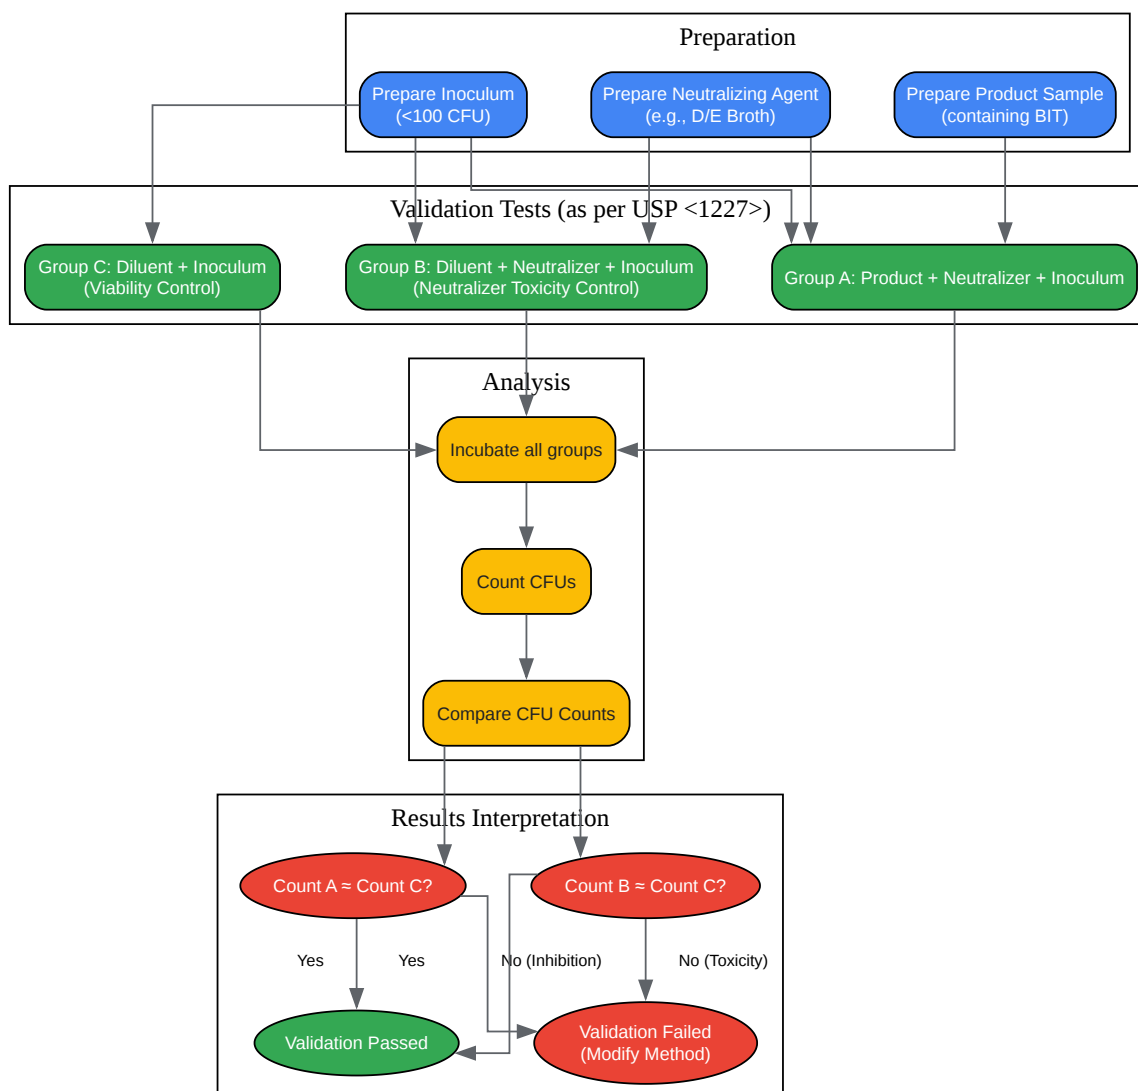 Preparation
Prepare Inoculum
(<100 CFU)
Prepare Neutralizing Agent
(e.g., D/E Broth)
Prepare Product Sample
(containing BIT)
Validation Tests (as per USP <1227>)
Group C: Diluent + Inoculum
(Viability Control)
Group B: Diluent + Neutralizer + Inoculum
(Neutralizer Toxicity Control)
Group A: Product + Neutralizer + Inoculum
Analysis
Incubate all groups
Count CFUs
Compare CFU Counts
Results Interpretation
Count A ≈ Count C?
Count B ≈ Count C?
Yes
Yes
No (Inhibition)
No (Toxicity)
Validation Passed
Validation Failed
(Modify Method)